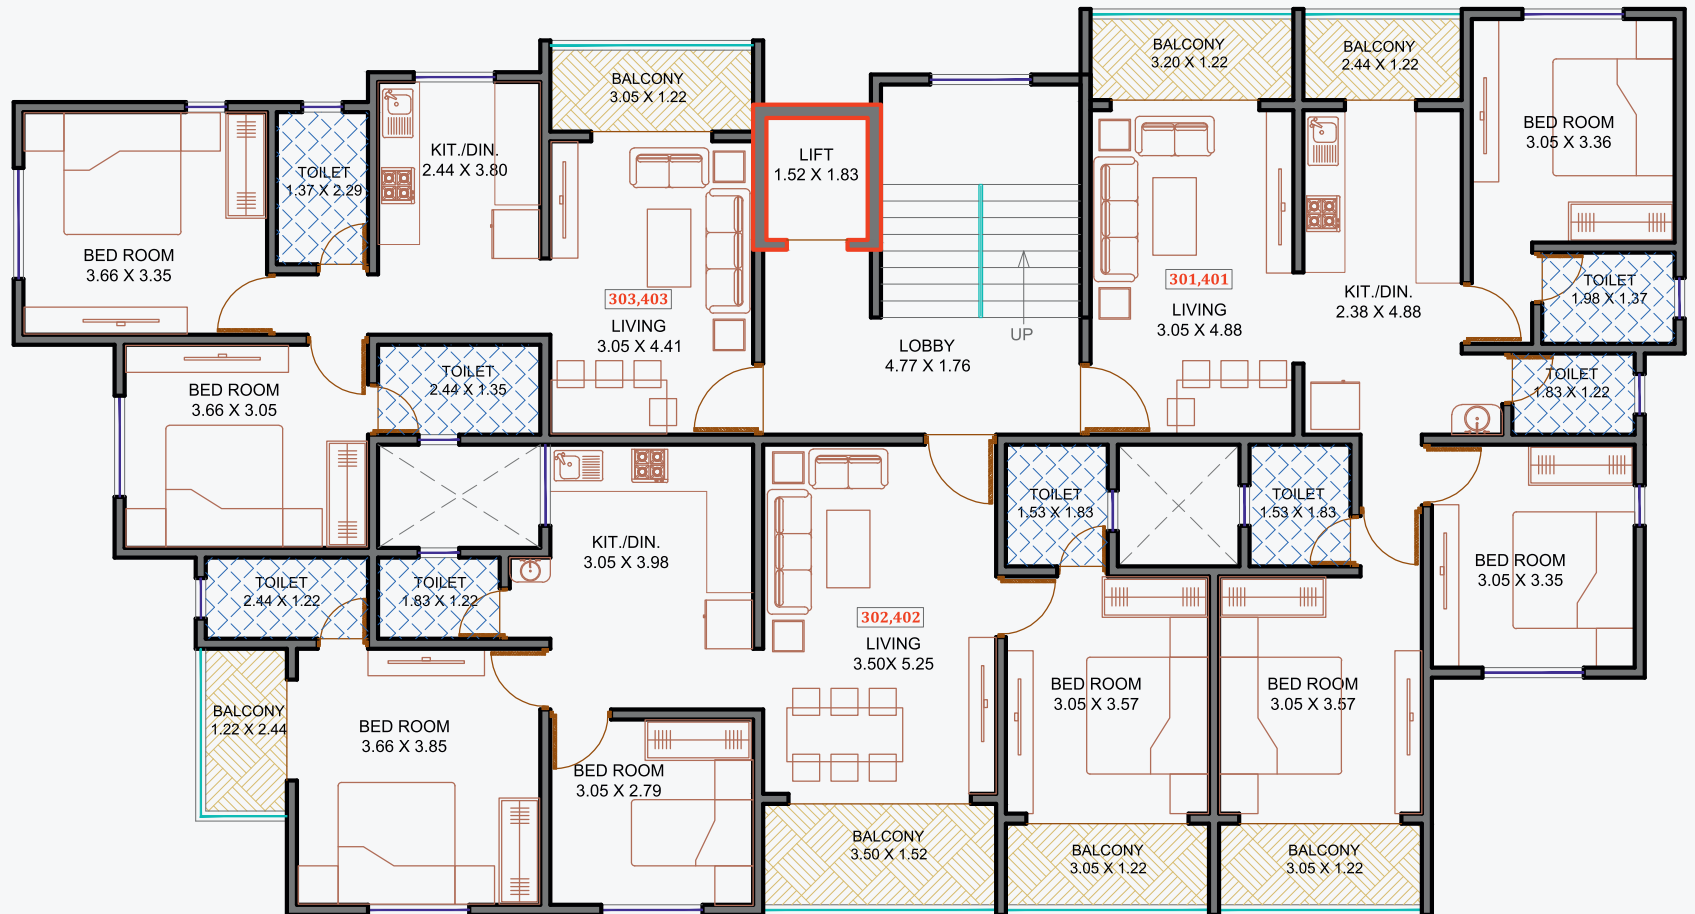 BALCONY
3.20 X 1.22
BALCONY
2.44 X 1.22
BALCONY
3.05 X 1.22
BED ROOM
3.05 X 3.36
KIT./DIN.
2.44 X 3.80
LIFT
1.52 X 1.83
TOILET
1.37 X 2.29
BED ROOM
3.66 X 3.35
303,403
LIVING
3.05 X 4.41
301,401
LIVING
3.05 X 4.88
KIT./DIN.
2.38 X 4.88
TOILET
1.98 X 1.37
UP
LOBBY
4.77 X 1.76
TOILET
2.44 X 1.35
BED ROOM
3.66 X 3.05
TOILET
1.83 X 1.22
TOILET
1.53 X 1.83
TOILET
1.53 X 1.83
KIT./DIN.
3.05 X 3.98
BED ROOM
3.05 X 3.35
TOILET
2.44 X 1.22
TOILET
1.83 X 1.22
302,402
LIVING
3.50X 5.25
BED ROOM
3.05 X 3.57
BED ROOM
3.05 X 3.57
BALCONY
1.22 X 2.44
BED ROOM
3.66 X 3.85
BED ROOM
3.05 X 2.79
BALCONY
3.50 X 1.52
BALCONY
3.05 X 1.22
BALCONY
3.05 X 1.22